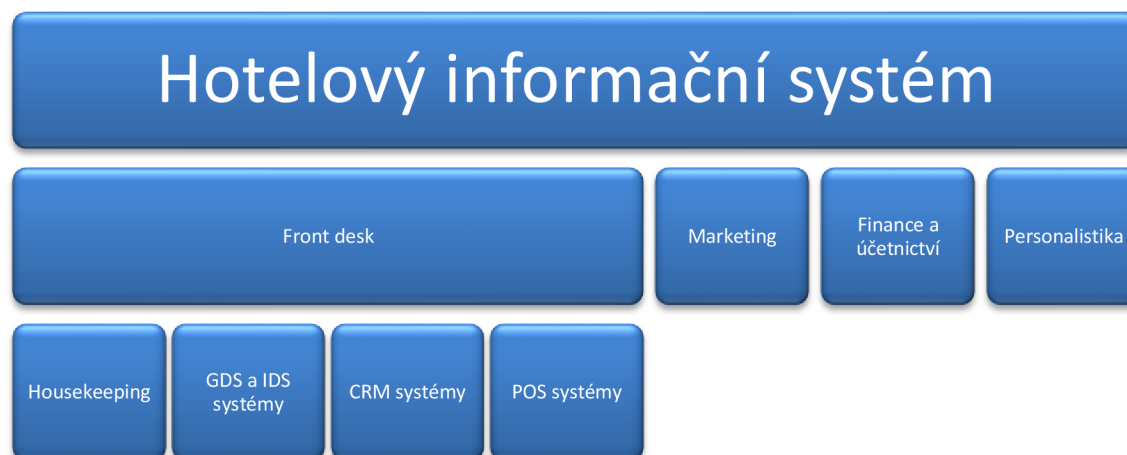 Hotelový informační systém
Front desk
Marketing
Finance a
účetnictví
Personalistika
Housekeeping
GDS a IDS
systémy
CRM systémy
POS systémy